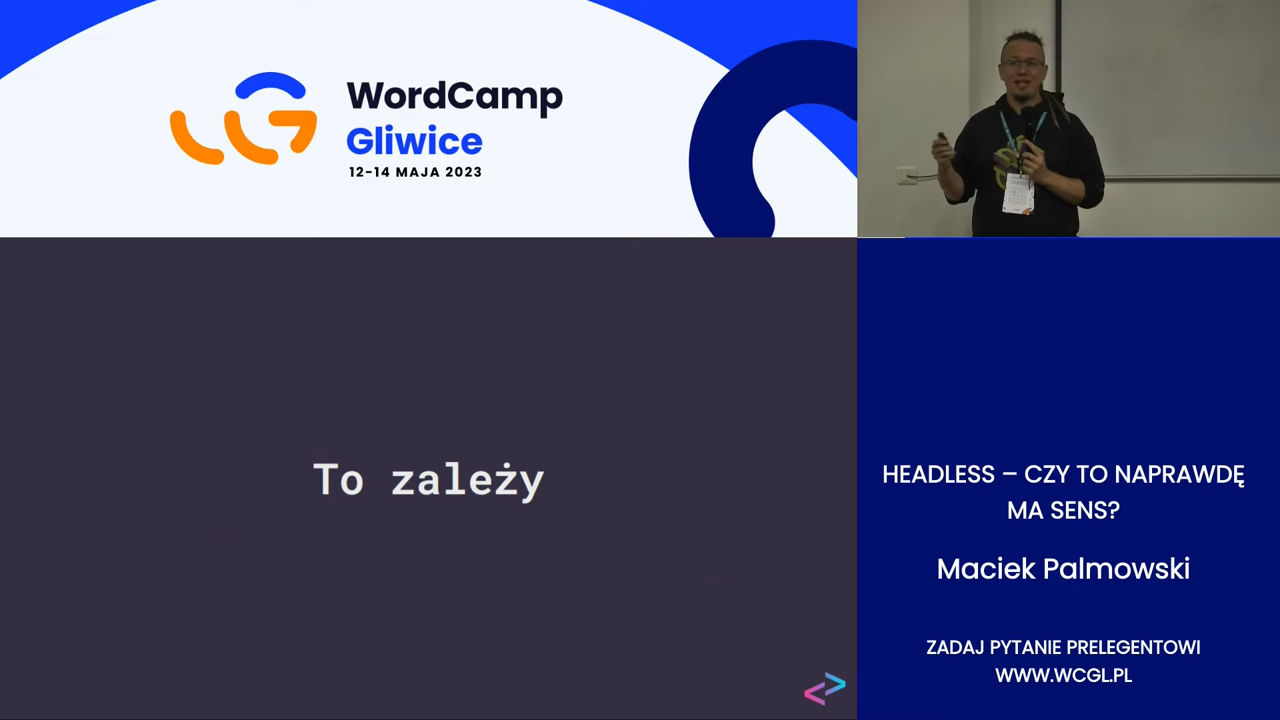 WordCamp
Gliwice
12-14 MAJA 2023
To zależy
HEADLESS – CZY TO NAPRAWDĘ
MA SENS?
Maciek Palmowski
ZADAJ PYTANIE PRELEGENTOWI
WWW.WCGL.PL